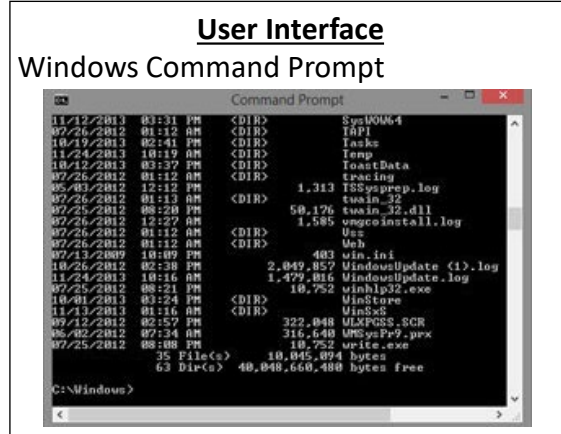 User Interface
Windows Command Prompt
Command Prompt
11/12/2013 03:31 PM <DIR> SysWOW64
07/26/2012 01:12 AM <DIR> TAPI
10/19/2013 02:41 PM <DIR> Tasks
11/24/2013 10:19 AM <DIR> Temp
10/12/2013 03:37 PM <DIR> ToastData
07/26/2012 01:12 AM <DIR> tracing
05/03/2012 12:12 PM 1,313 TSSysprep.log
07/26/2012 01:13 AM <DIR> twain_32
07/25/2012 08:20 PM 50,176 twain_32.dll
07/25/2012 12:27 AM 1,585 vmgcoinstall.log
07/26/2012 01:12 AM <DIR> Vss
07/26/2012 01:12 AM <DIR> Web
07/13/2009 10:09 PM 403 win.ini
10/26/2012 02:38 PM 2,049,857 WindowsUpdate (1).log
11/24/2013 10:16 AM 1,479,016 WindowsUpdate.log
07/25/2012 08:21 PM 10,752 winhlp32.exe
10/01/2013 03:24 PM <DIR> WinStore
11/13/2013 01:16 AM <DIR> WinSxS
09/12/2012 02:57 PM 322,048 WLXPGSS.SCR
06/02/2012 07:34 AM 316,640 WMSysPr9.prx
07/25/2012 08:08 PM 10,752 write.exe
35 File(s) 10,045,094 bytes
63 Dir(s) 40,048,660,480 bytes free
C:\Windows>